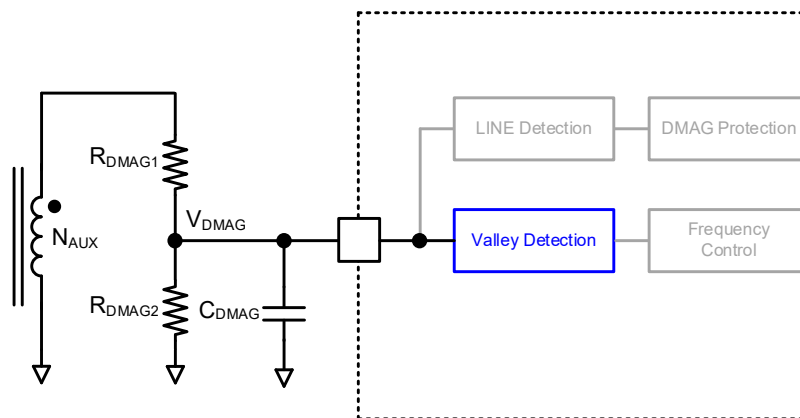 LINE Detection
DMAG Protection
RDMAG1
VDMAG
NAUX
Valley Detection
Frequency
Control
RDMAG2
CDMAG